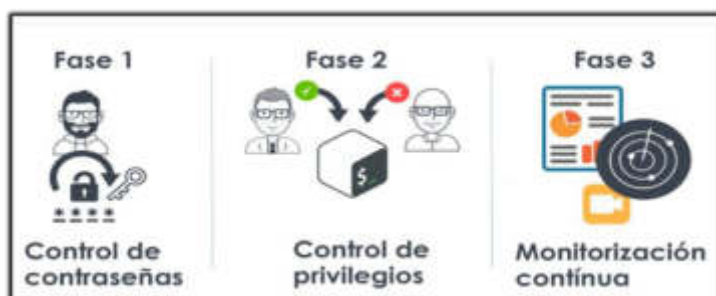 Fase 1
Control de
contraseñas
Fase 2
$_
Control de
privilegios
Fase 3
Monitorización
contínua